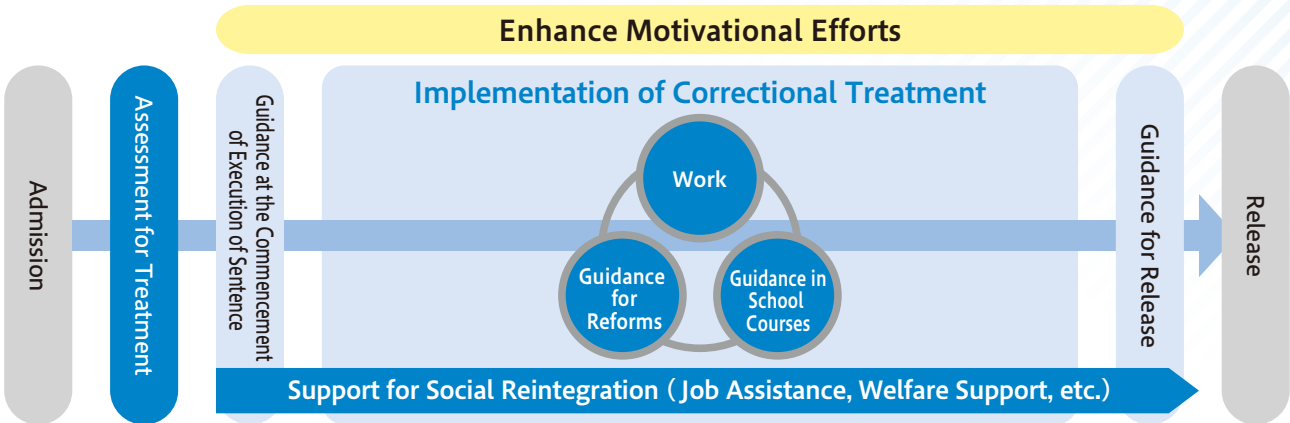 Enhance Motivational Efforts
Admission
Assessment for Treatment
Guidance at the Commencement
of Execution of Sentence
Implementation of Correctional Treatment
Work
Guidance
for
Reforms
Guidance in
School
Courses
Guidance for Release
Release
Support for Social Reintegration (Job Assistance, Welfare Support, etc.)